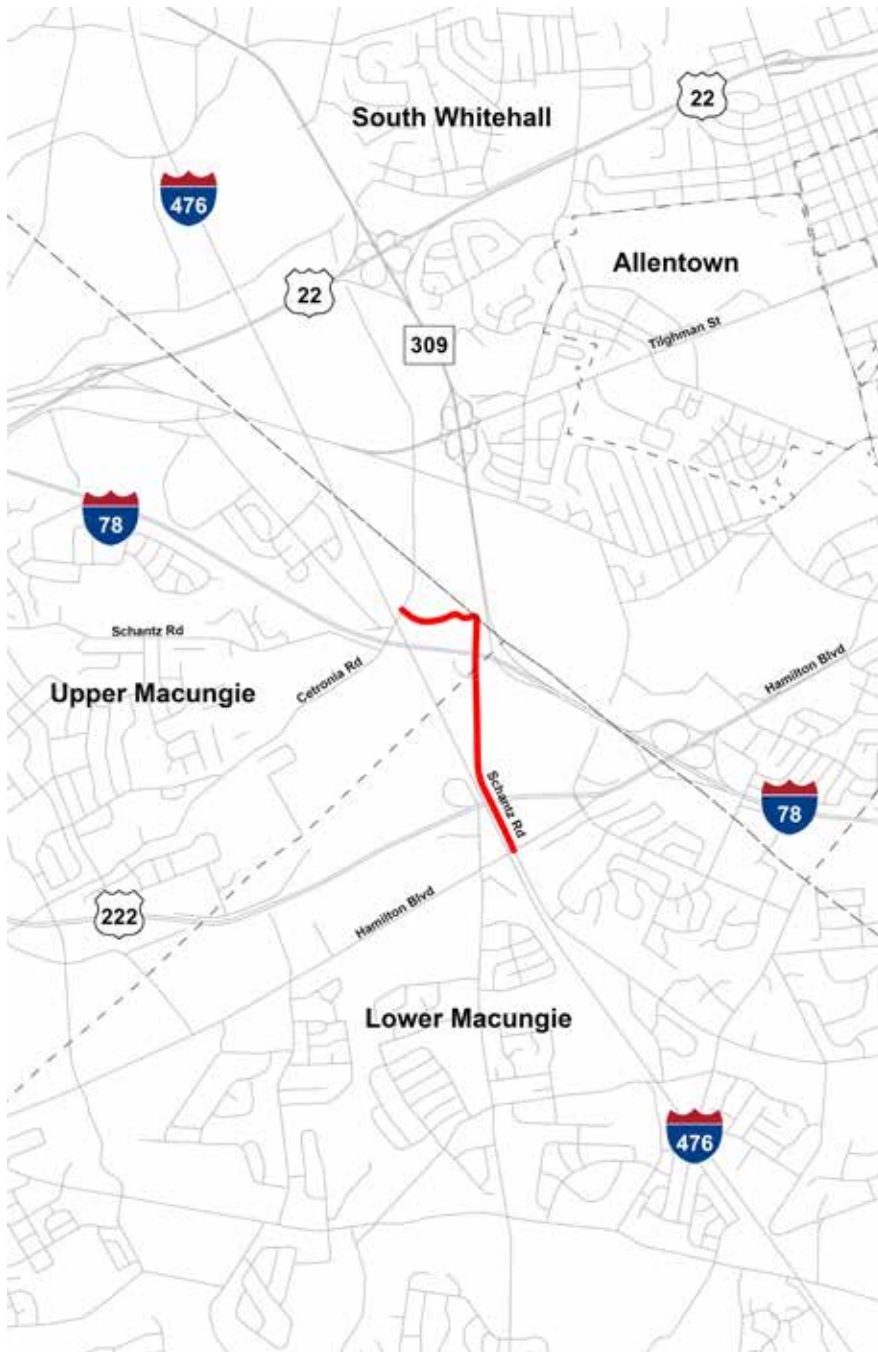 22
South Whitehall
476
Allentown
22
Tilghman St
309
78
Schantz Rd
Hamilton Blvd
Cetronia Rd
Upper Macungie
Schantz Rd
78
Hamilton Blvd
222
Lower Macungie
476